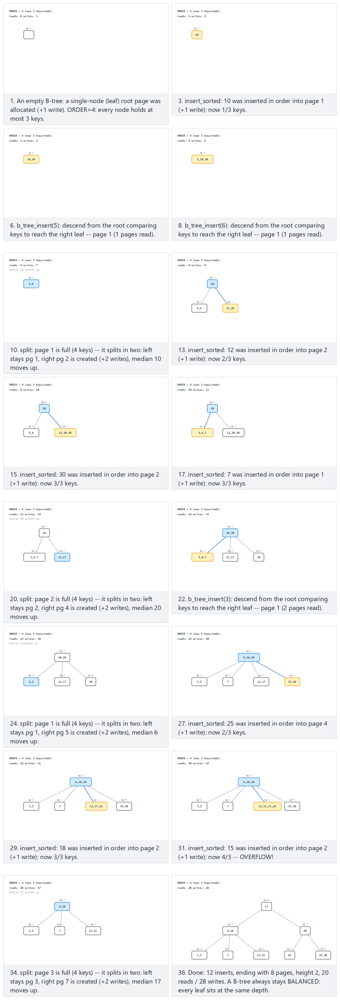 ORDER = 4 (max 3 keys/node)
reads: 0 writes: 1
pg 1
1. An empty B-tree: a single-node (leaf) root page was
allocated (+1 write). ORDER=4: every node holds at
most 3 keys.
ORDER = 4 (max 3 keys/node)
reads: 1 writes: 2
pg 1
10
3. insert_sorted: 10 was inserted in order into page 1
(+1 write): now 1/3 keys.
ORDER = 4 (max 3 keys/node)
reads: 3 writes: 3
pg 1
10,20
6. b_tree_insert(5): descend from the root comparing
keys to reach the right leaf -- page 1 (1 pages read).
ORDER = 4 (max 3 keys/node)
reads: 4 writes: 4
pg 1
5,10,20
8. b_tree_insert(6): descend from the root comparing
keys to reach the right leaf -- page 1 (1 pages read).
ORDER = 4 (max 3 keys/node)
reads: 4 writes: 7
median 10 pushed up
pg 1
5,6
10. split: page 1 is full (4 keys) -- it splits in two: left
stays pg 1, right pg 2 is created (+2 writes), median 10
moves up.
ORDER = 4 (max 3 keys/node)
reads: 6 writes: 9
pg 3
10
pg 1 pg 2
5,6 12,20
13. insert_sorted: 12 was inserted in order into page 2
(+1 write): now 2/3 keys.
ORDER = 4 (max 3 keys/node)
reads: 8 writes: 10
pg 3
10
pg 1 pg 2
5,6 12,20,30
15. insert_sorted: 30 was inserted in order into page 2
(+1 write): now 3/3 keys.
ORDER = 4 (max 3 keys/node)
reads: 10 writes: 11
pg 3
10
pg 1 pg 2
5,6,7 12,20,30
17. insert_sorted: 7 was inserted in order into page 1
(+1 write): now 3/3 keys.
ORDER = 4 (max 3 keys/node)
reads: 12 writes: 14
median 20 pushed up
pg 3
10
pg 1 pg 2
5,6,7 12,17
20. split: page 2 is full (4 keys) -- it splits in two: left
stays pg 2, right pg 4 is created (+2 writes), median 20
moves up.
ORDER = 4 (max 3 keys/node)
reads: 14 writes: 15
pg 3
10,20
pg 1 pg 2 pg 4
5,6,7 12,17 30
22. b_tree_insert(3): descend from the root comparing
keys to reach the right leaf -- page 1 (2 pages read).
ORDER = 4 (max 3 keys/node)
reads: 14 writes: 18
median 6 pushed up
pg 3
10,20
pg 1 pg 2 pg 4
3,5 12,17 30
24. split: page 1 is full (4 keys) -- it splits in two: left
stays pg 1, right pg 5 is created (+2 writes), median 6
moves up.
ORDER = 4 (max 3 keys/node)
reads: 16 writes: 20
pg 3
6,10,20
pg 1 pg 5 pg 2 pg 4
3,5 7 12,17 25,30
27. insert_sorted: 25 was inserted in order into page 4
(+1 write): now 2/3 keys.
ORDER = 4 (max 3 keys/node)
reads: 18 writes: 21
pg 3
6,10,20
pg 1 pg 5 pg 2 pg 4
3,5 7 12,17,18 25,30
29. insert_sorted: 18 was inserted in order into page 2
(+1 write): now 3/3 keys.
ORDER = 4 (max 3 keys/node)
reads: 20 writes: 22
pg 3
6,10,20
pg 1 pg 5 pg 2 pg 4
3,5 7 12,15,17,18 25,30
31. insert_sorted: 15 was inserted in order into page 2
(+1 write): now 4/3 -- OVERFLOW!
ORDER = 4 (max 3 keys/node)
reads: 20 writes: 27
median 17 pushed up
pg 3
6,10
pg 1 pg 5 pg 2
3,5 7 12,15
34. split: page 3 is full (4 keys) -- it splits in two: left
stays pg 3, right pg 7 is created (+2 writes), median 17
moves up.
ORDER = 4 (max 3 keys/node)
reads: 20 writes: 28
pg 8
17
pg 3 pg 7
6,10 20
pg 1 pg 5 pg 2 pg 6 pg 4
3,5 7 12,15 18 25,30
36. Done: 12 inserts, ending with 8 pages, height 2, 20
reads / 28 writes. A B-tree always stays BALANCED:
every leaf sits at the same depth.